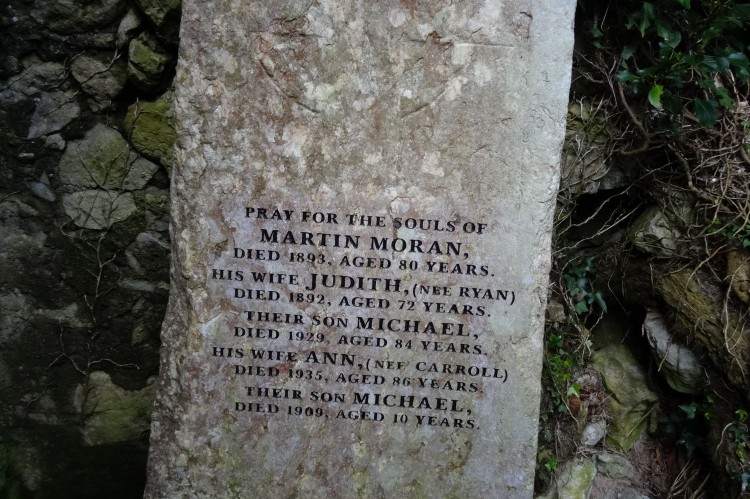 PRAY FOR THE SOULS OF
MARTIN MORAN,
DIED 1893, AGED 80 YEARS.
HIS WIFE JUDITH, (NEE RYAN)
DIED 1892, AGED 72 YEARS.
THEIR SON MICHAEL,
DIED 1929, AGED 84 YEARS.
HIS WIFE ANN, (NEE CARROLL)
DIED 1935, AGED 86 YEARS.
THEIR SON MICHAEL,
DIED 1909, AGED 10 YEARS.